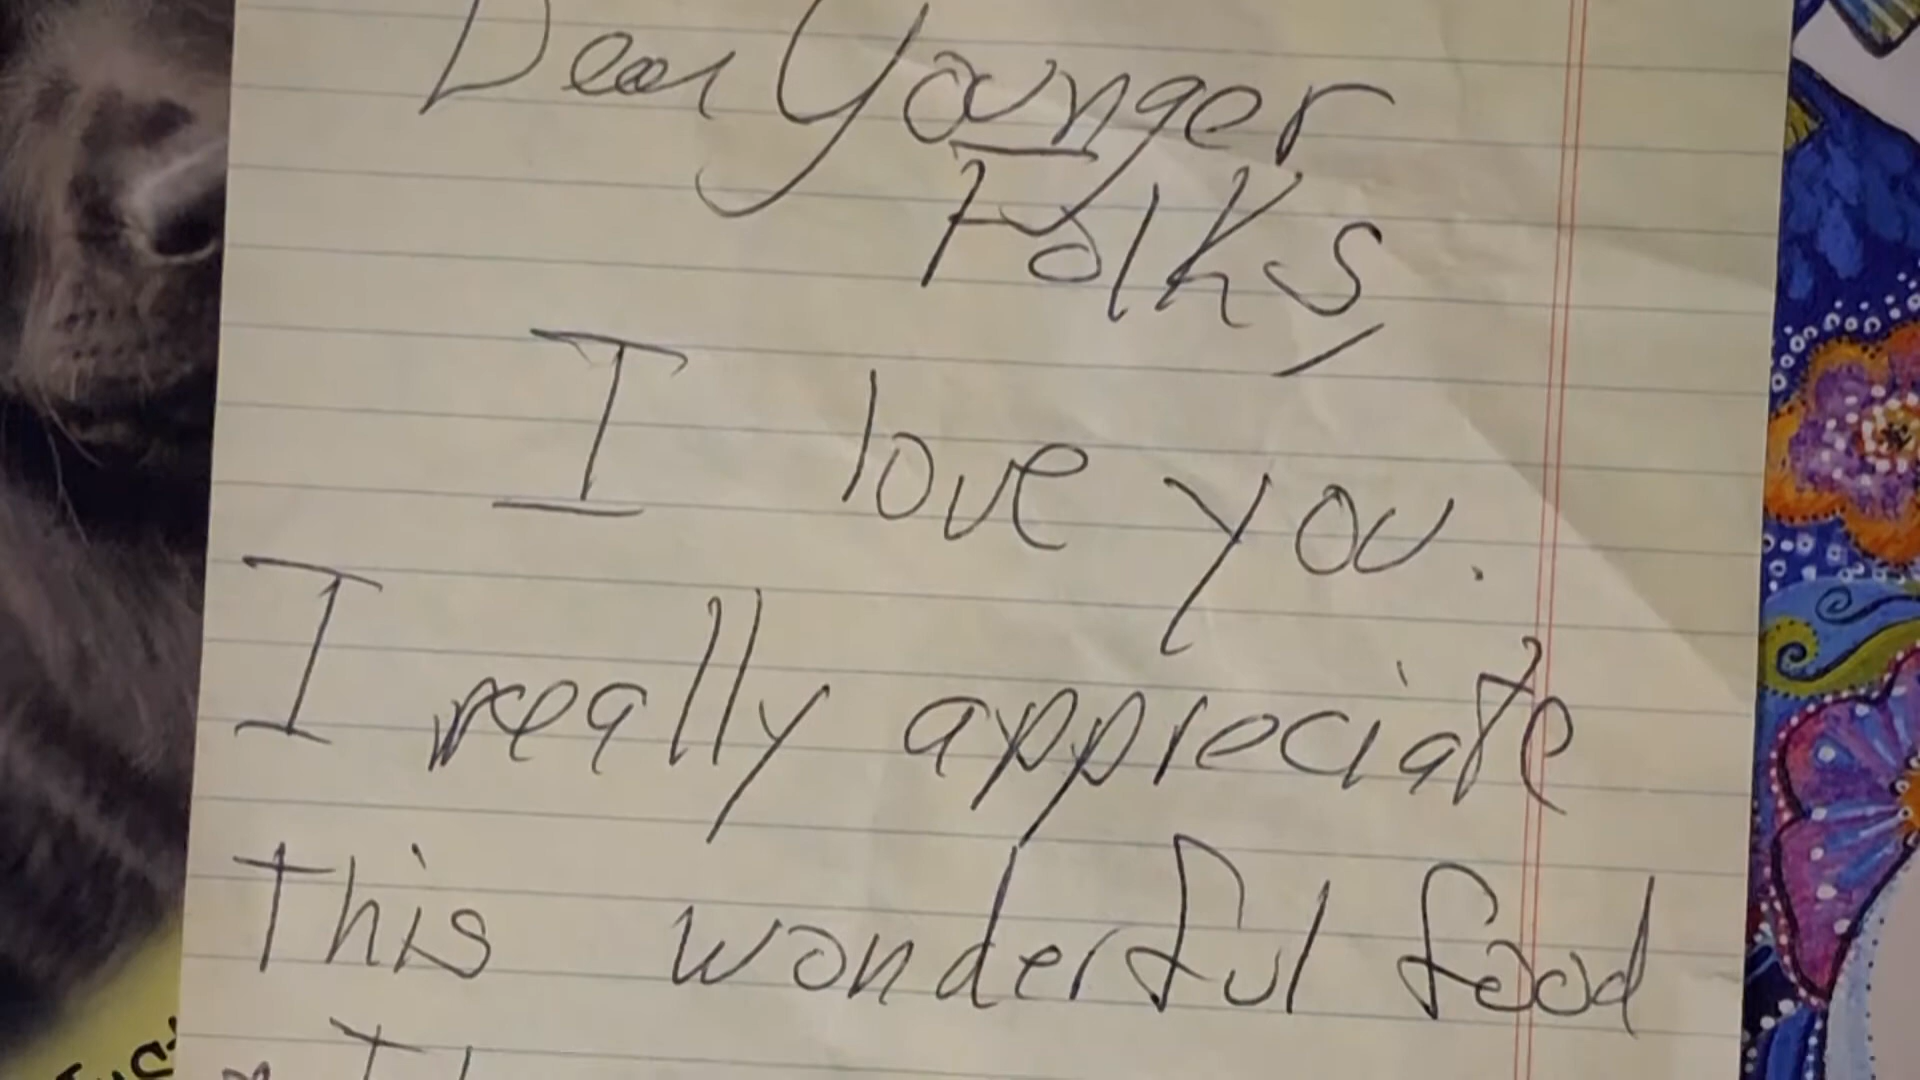 Dear Younger
Folks,
I love you.
I really appreciate
this wonderful food